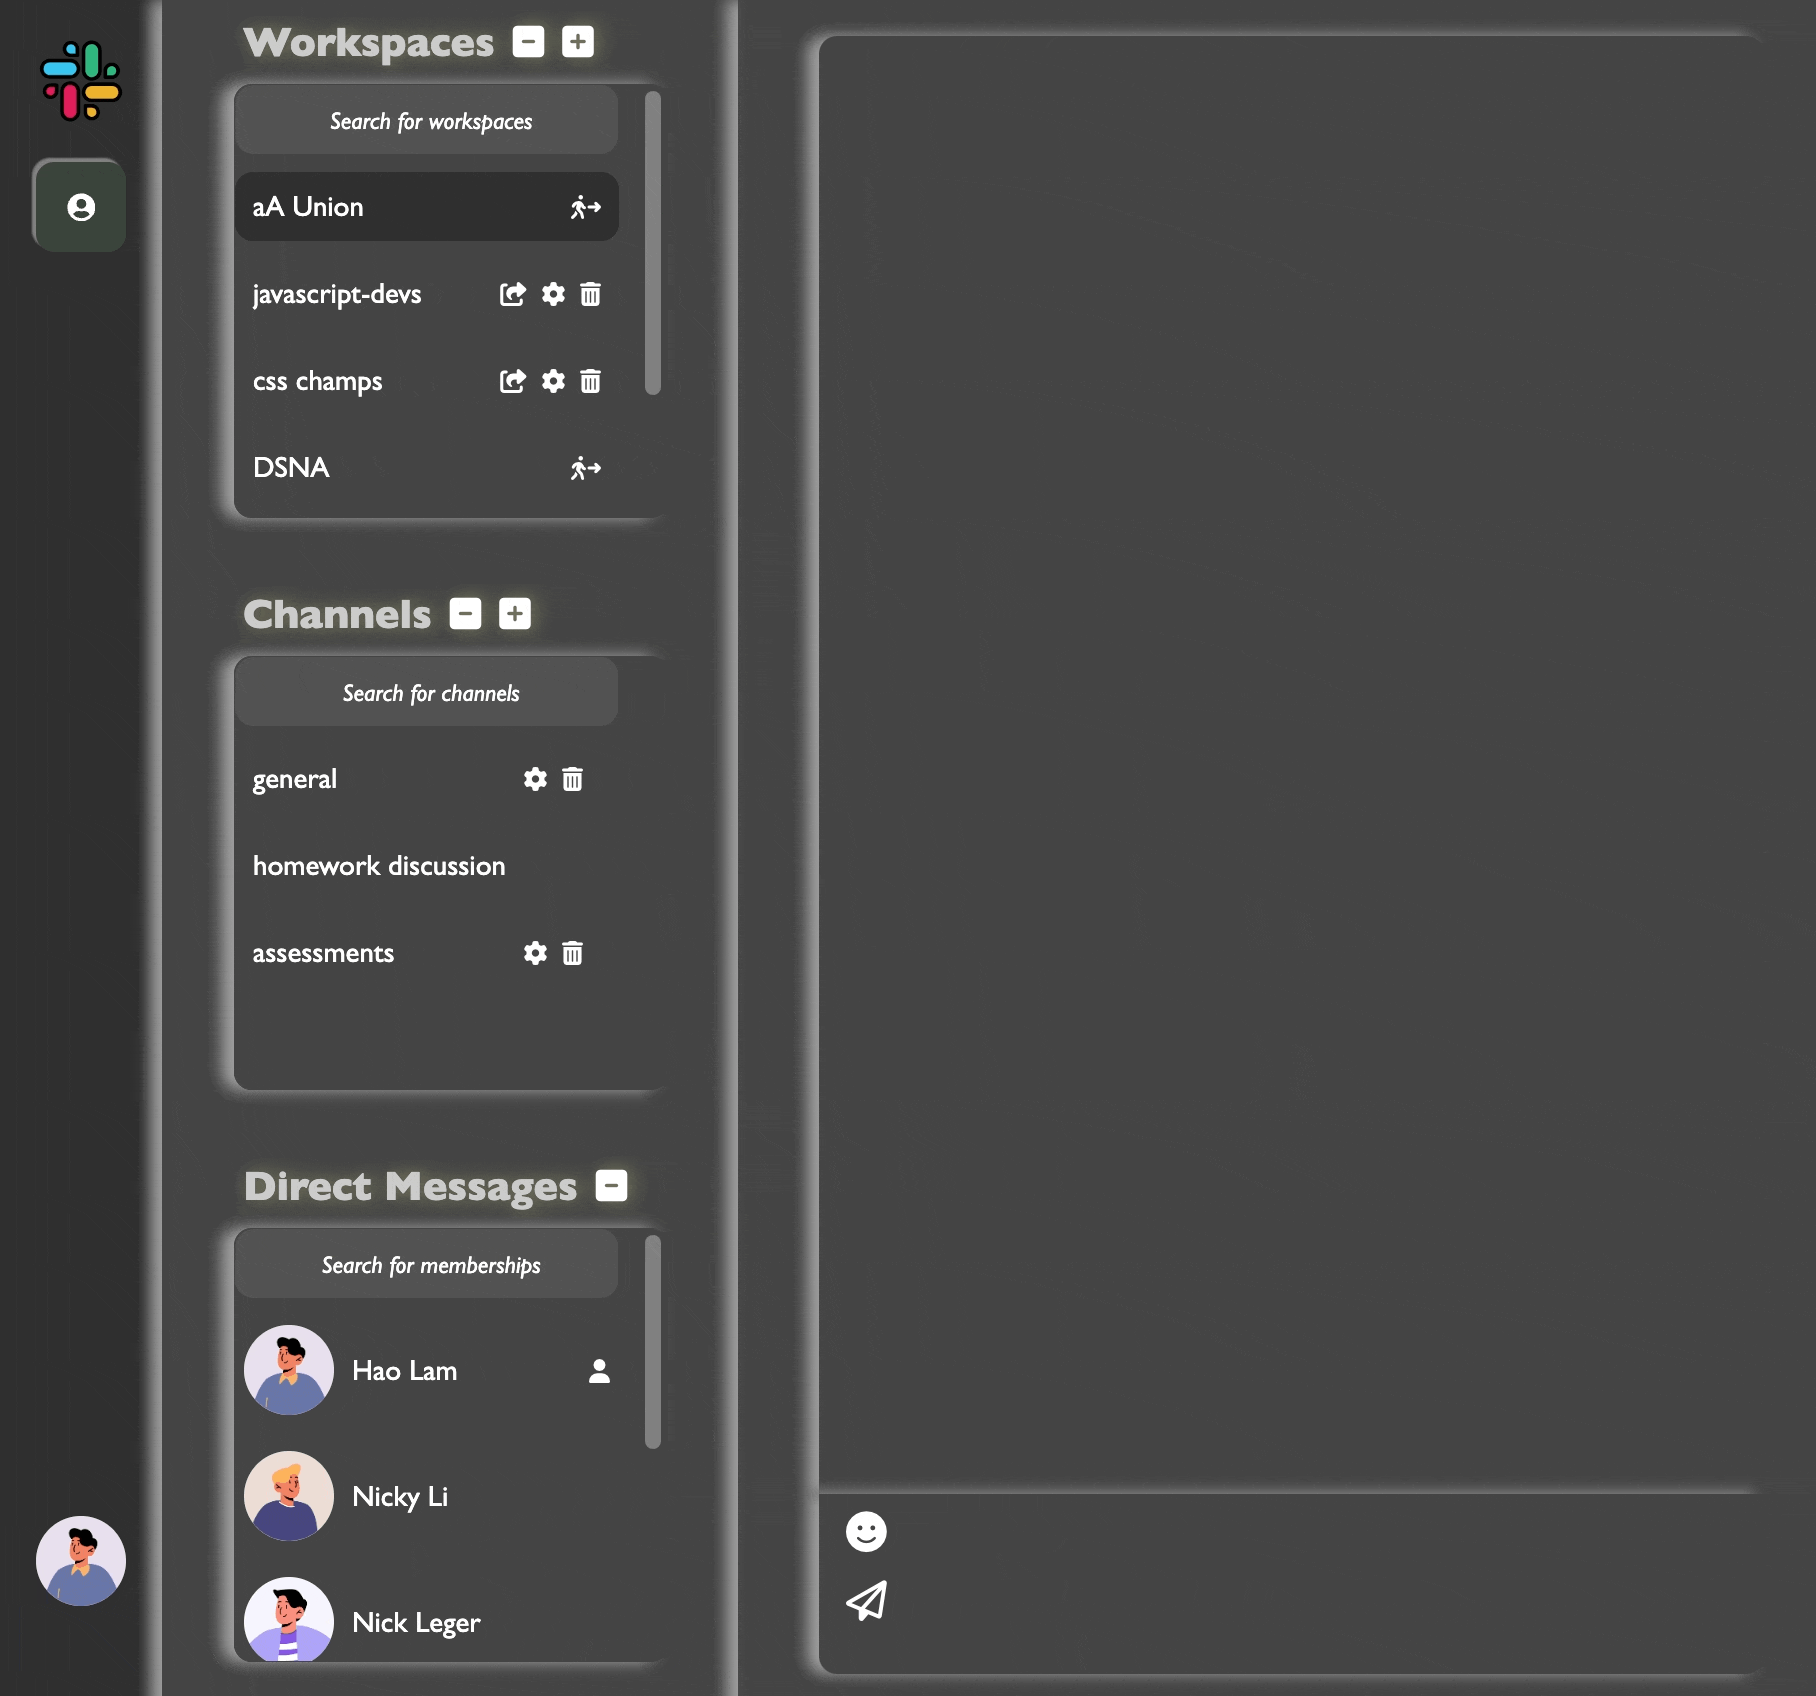 Workspaces
Search for workspaces
aA Union
javascript-devs
css champs
DSNA
Channels
Search for channels
general
homework discussion
assessments
Direct Messages
Search for memberships
Hao Lam
Nicky Li
Nick Leger